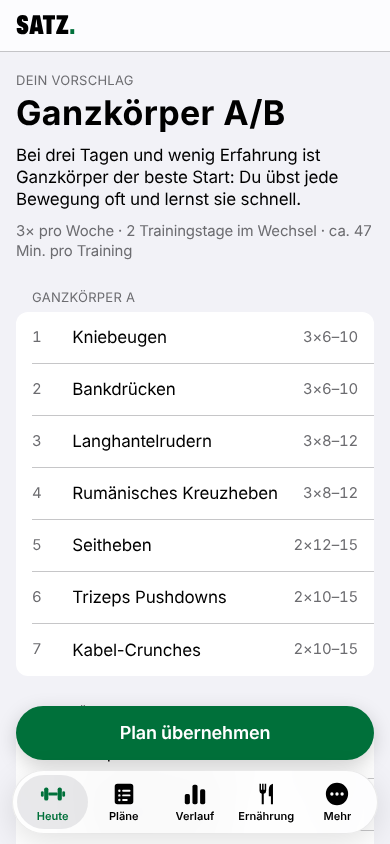 SATZ.
DEIN VORSCHLAG
Ganzkörper A/B
Bei drei Tagen und wenig Erfahrung ist
Ganzkörper der beste Start: Du übst jede
Bewegung oft und lernst sie schnell.
3× pro Woche · 2 Trainingstage im Wechsel · ca. 47
Min. pro Training
GANZKÖRPER A
1 Kniebeugen 3×6–10
2 Bankdrücken 3×6–10
3 Langhantelrudern 3×8–12
4 Rumänisches Kreuzheben 3×8–12
5 Seitheben 2×12–15
6 Trizeps Pushdowns 2×10–15
7 Kabel-Crunches 2×10–15
Plan übernehmen
Heute Pläne Verlauf Ernährung Mehr